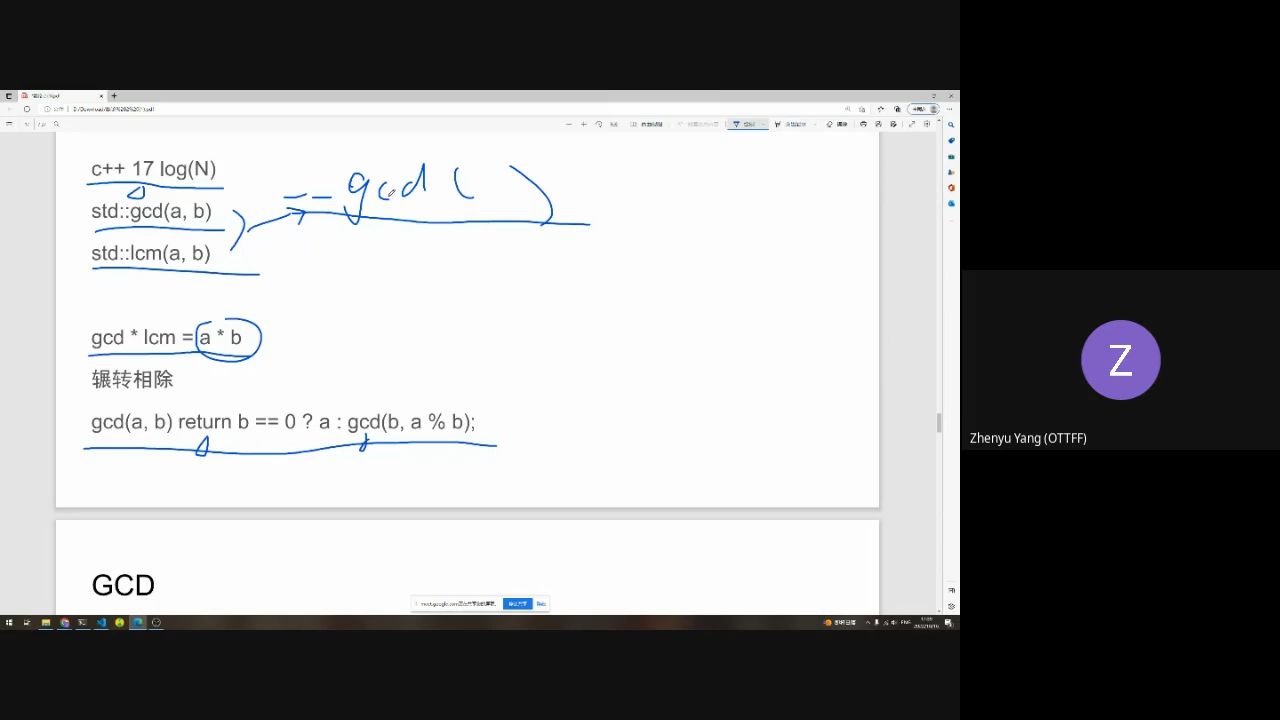 c++ 17 log(N)
__gcd( )
std::gcd(a, b)
std::lcm(a, b)
gcd * lcm = a * b
辗转相除
gcd(a, b) return b == 0 ? a : gcd(b, a % b);
GCD
Z
Zhenyu Yang (OTTFF)